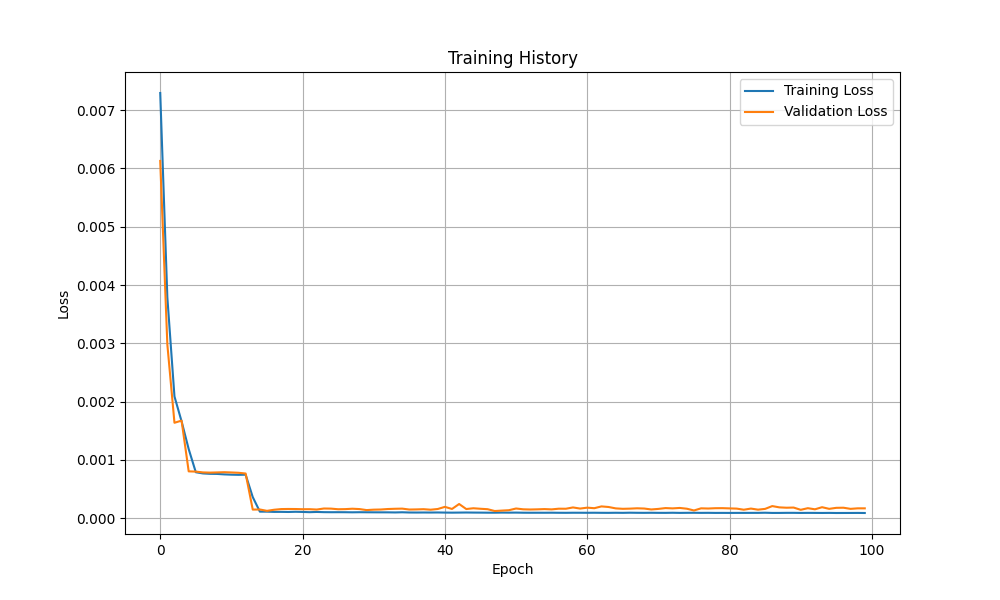 Training History
Training Loss
Validation Loss
0.007
0.006
0.005
0.004
0.003
0.002
0.001
0.000
Loss
0 20 40 60 80 100
Epoch